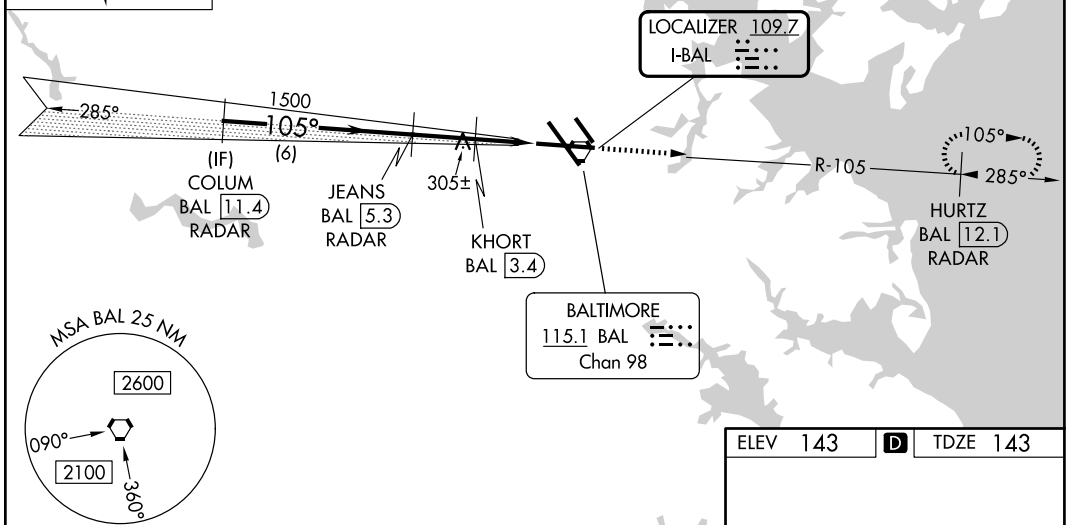 LOCALIZER 109.7
I-BAL
285°
1500
105°
(6)
(IF)
COLUM
BAL 11.4
RADAR
JEANS
BAL 5.3
RADAR
305±
KHORT
BAL 3.4
R-105
105°
285°
HURTZ
BAL 12.1
RADAR
BALTIMORE
115.1 BAL
Chan 98
MSA BAL 25 NM
2600
090°
2100
360°
ELEV 143 D TDZE 143